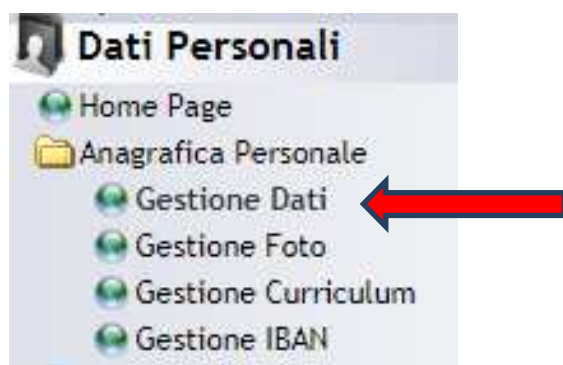 Dati Personali
Home Page
Anagrafica Personale
Gestione Dati
Gestione Foto
Gestione Curriculum
Gestione IBAN